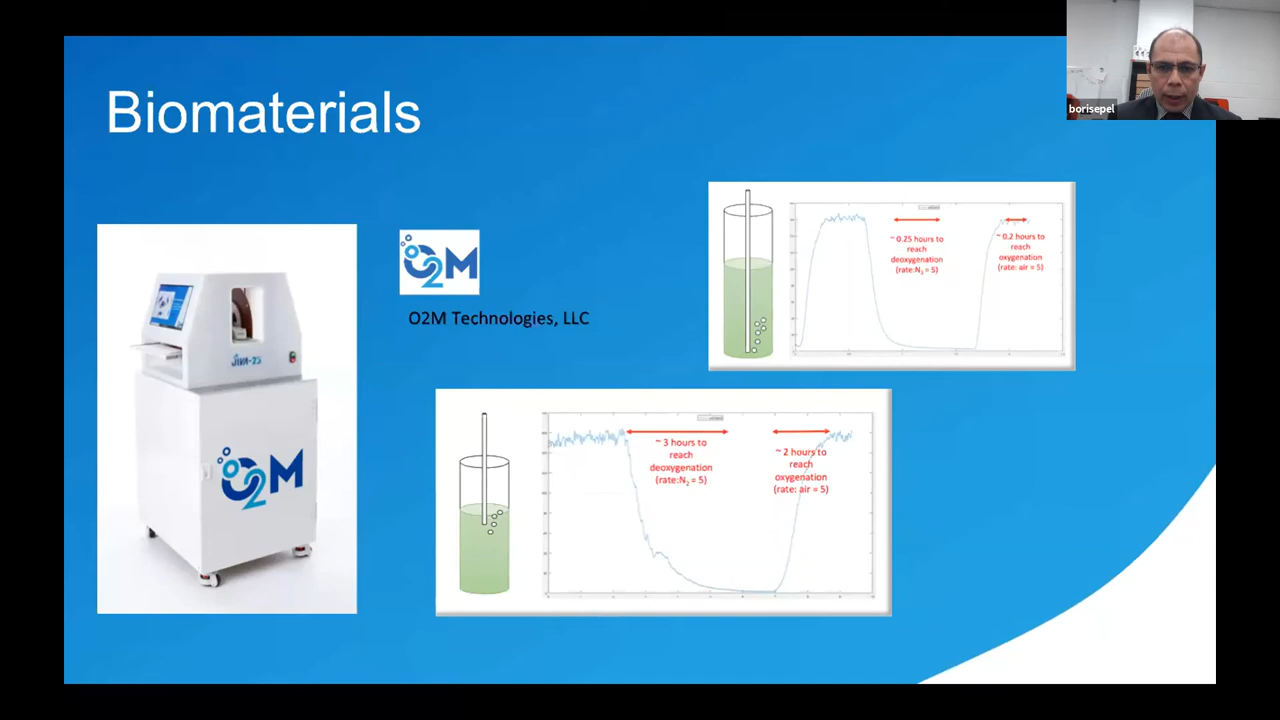 borisepel
Biomaterials
O2M
O2M Technologies, LLC
JIVA-25
O2M
~ 0.25 hours to
reach
deoxygenation
(rate:N2 = 5)
~ 0.2 hours to
reach
oxygenation
(rate: air = 5)
~ 3 hours to
reach
deoxygenation
(rate:N2 = 5)
~ 2 hours to
reach
oxygenation
(rate: air = 5)